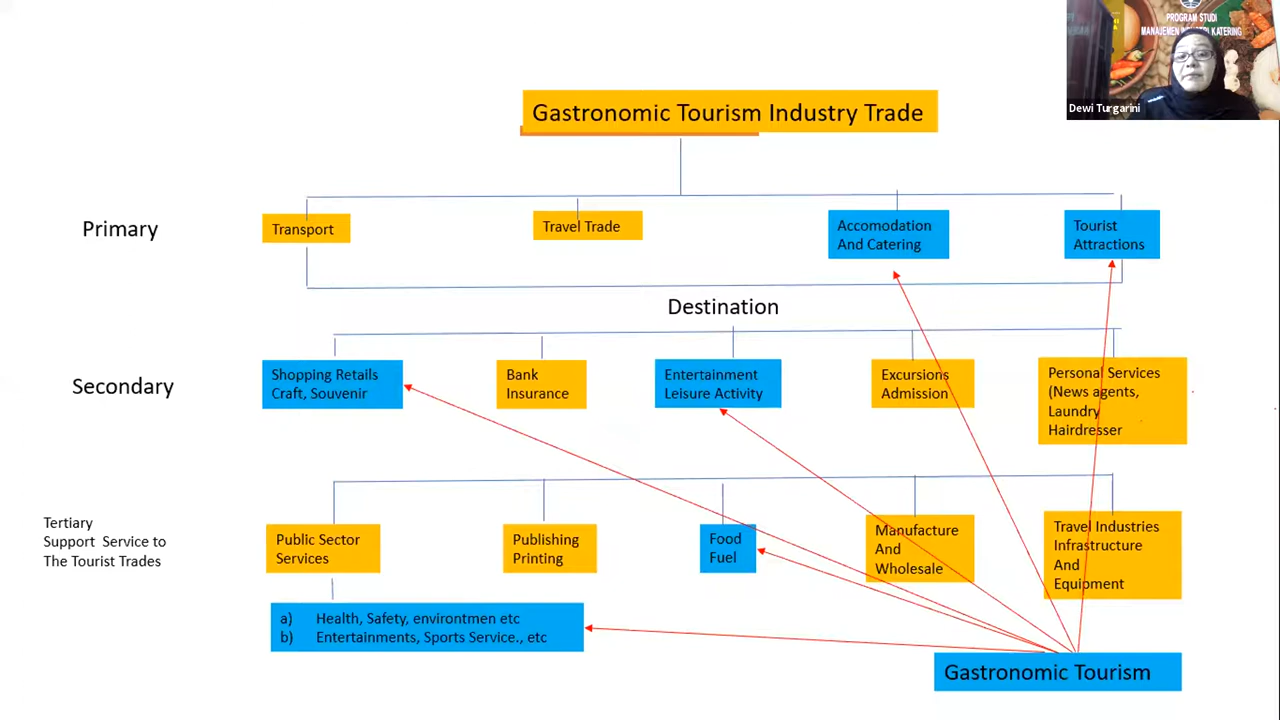 PROGRAM STUDI
MANAJEMEN INDUSTRI KATERING
Dewi Turgarini
Gastronomic Tourism Industry Trade
Primary
Transport
Travel Trade
Accomodation
And Catering
Tourist
Attractions
Destination
Secondary
Shopping Retails
Craft, Souvenir
Bank
Insurance
Entertainment
Leisure Activity
Excursions
Admission
Personal Services
(News agents,
Laundry
Hairdresser
Tertiary
Support Service to
The Tourist Trades
Public Sector
Services
Publishing
Printing
Food
Fuel
Manufacture
And
Wholesale
Travel Industries
Infrastructure
And
Equipment
a) Health, Safety, environtmen etc
b) Entertainments, Sports Service., etc
Gastronomic Tourism